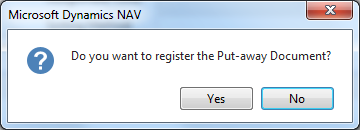 Microsoft Dynamics NAV
Do you want to register the Put-away Document?
Yes No